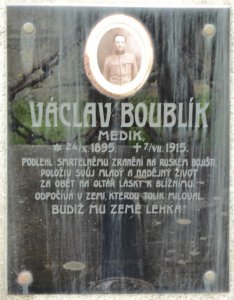 VÁCLAV BOUBLÍK
MEDIK,
* 24/X. 1895. + 7/VII. 1915.
PODLEHL SMRTELNÉMU ZRANĚNÍ NA RUSKÉM BOJIŠTI,
POLOŽIV SVŮJ MLADÝ A NADĚJNÝ ŽIVOT
ZA OBĚŤ NA OLTÁŘ LÁSKY K BLIŽNÍMU.
ODPOČÍVÁ V ZEMI, KTEROU TOLIK MILOVAL.
BUDIŽ MU ZEMĚ LEHKÁ!